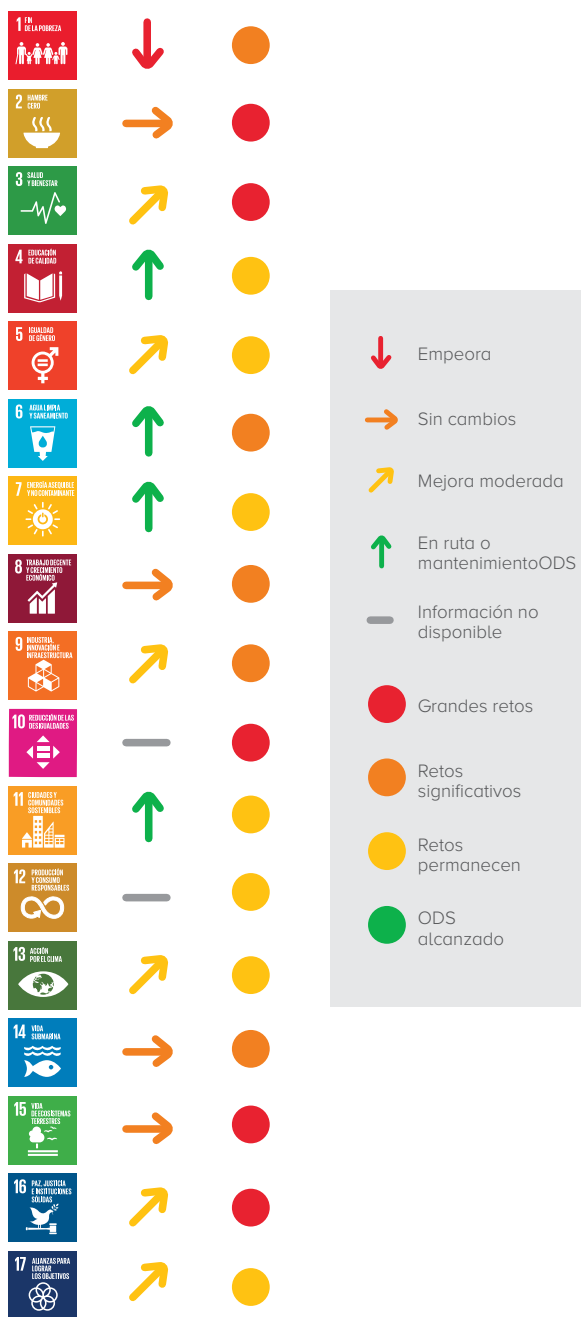 1 FIN
DE LA POBREZA
2 HAMBRE
CERO
3 SALUD
Y BIENESTAR
4 EDUCACIÓN
DE CALIDAD
5 IGUALDAD
DE GÉNERO
6 AGUA LIMPIA
Y SANEAMIENTO
7 ENERGÍA ASEQUIBLE
Y NO CONTAMINANTE
8 TRABAJO DECENTE
Y CRECIMIENTO
ECONÓMICO
9 INDUSTRIA,
INNOVACIÓN E
INFRAESTRUCTURA
10 REDUCCIÓN DE LAS
DESIGUALDADES
11 CIUDADES Y
COMUNIDADES
SOSTENIBLES
12 PRODUCCIÓN
Y CONSUMO
RESPONSABLES
13 ACCIÓN
POR EL CLIMA
14 VIDA
SUBMARINA
15 VIDA
DE ECOSISTEMAS
TERRESTRES
16 PAZ, JUSTICIA
E INSTITUCIONES
SÓLIDAS
17 ALIANZAS PARA
LOGRAR
LOS OBJETIVOS
Empeora
Sin cambios
Mejora moderada
En ruta o
mantenimientoODS
Información no
disponible
Grandes retos
Retos
significativos
Retos
permanecen
ODS
alcanzado